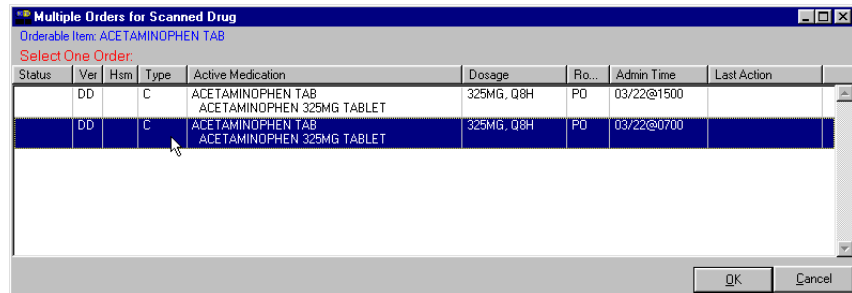 Multiple Orders for Scanned Drug
Orderable Item: ACETAMINOPHEN TAB
Select One Order:
Status Ver Hsm Type Active Medication Dosage Ro... Admin Time Last Action
DD C ACETAMINOPHEN TAB 325MG, Q8H PO 03/22@1500
ACETAMINOPHEN 325MG TABLET
DD C ACETAMINOPHEN TAB 325MG, Q8H PO 03/22@0700
ACETAMINOPHEN 325MG TABLET
OK Cancel